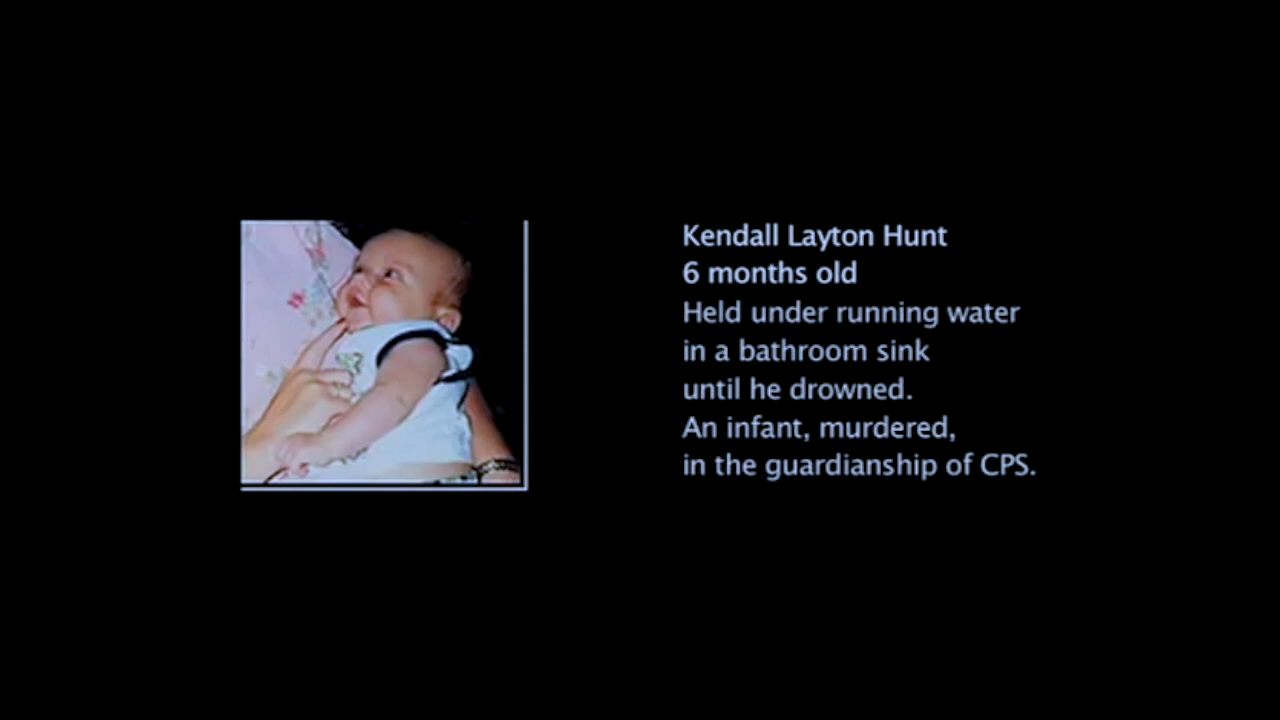 Kendall Layton Hunt
6 months old
Held under running water
in a bathroom sink
until he drowned.
An infant, murdered,
in the guardianship of CPS.